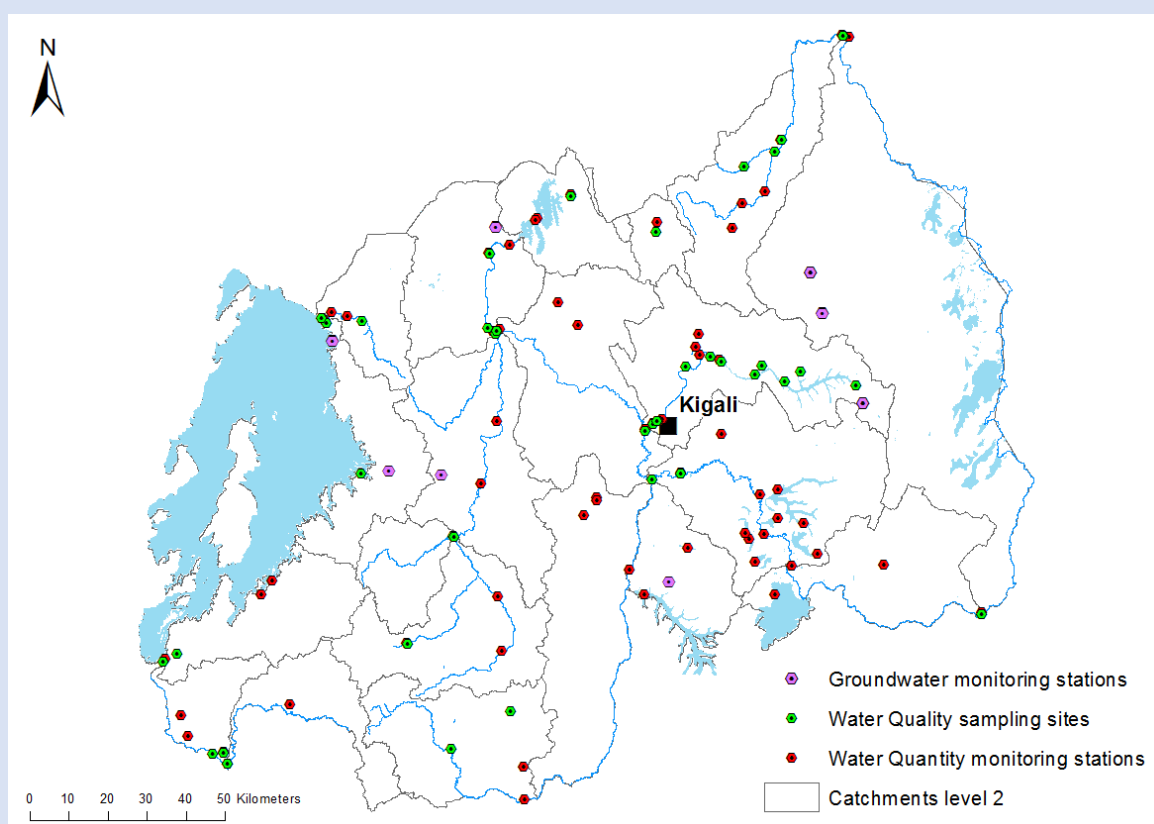 N
Kigali
Groundwater monitoring stations
Water Quality sampling sites
Water Quantity monitoring stations
Catchments level 2
0 10 20 30 40 50 Kilometers